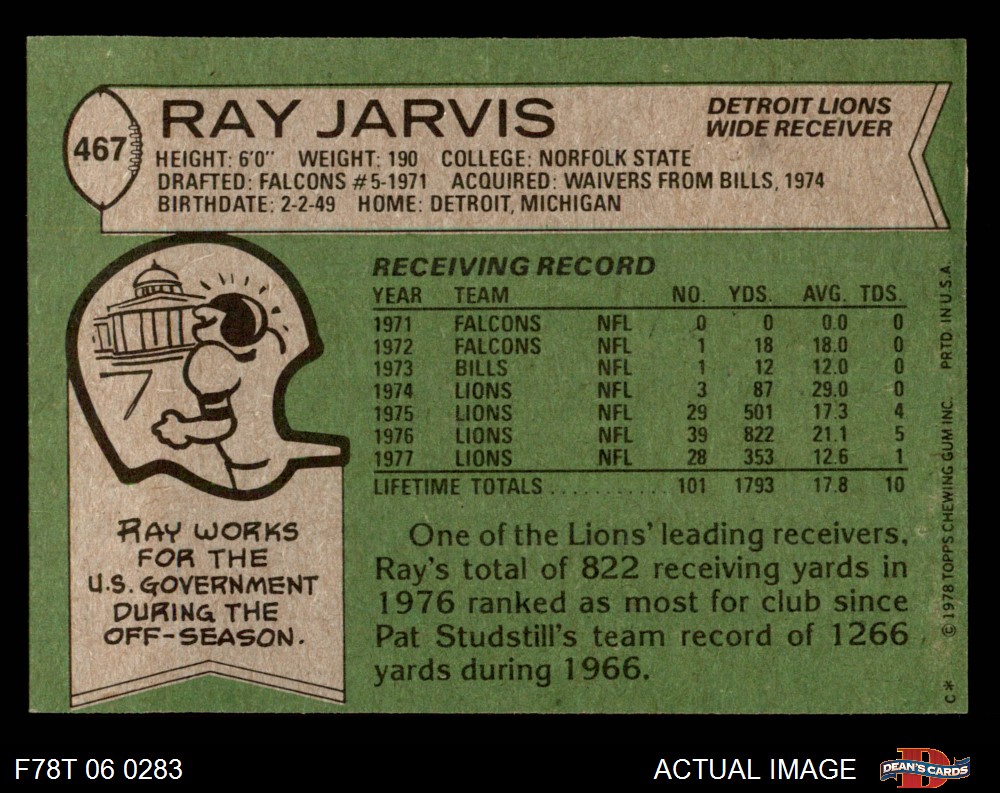 467
RAY JARVIS
DETROIT LIONS
WIDE RECEIVER
HEIGHT: 6'0" WEIGHT: 190 COLLEGE: NORFOLK STATE
DRAFTED: FALCONS #5-1971 ACQUIRED: WAIVERS FROM BILLS, 1974
BIRTHDATE: 2-2-49 HOME: DETROIT, MICHIGAN
RECEIVING RECORD
YEAR TEAM NO. YDS. AVG. TDS.
1971 FALCONS NFL 0 0 0.0 0
1972 FALCONS NFL 1 18 18.0 0
1973 BILLS NFL 1 12 12.0 0
1974 LIONS NFL 3 87 29.0 0
1975 LIONS NFL 29 501 17.3 4
1976 LIONS NFL 39 822 21.1 5
1977 LIONS NFL 28 353 12.6 1
LIFETIME TOTALS .......... 101 1793 17.8 10
RAY WORKS
FOR THE
U.S. GOVERNMENT
DURING THE
OFF-SEASON.
One of the Lions' leading receivers,
Ray's total of 822 receiving yards in
1976 ranked as most for club since
Pat Studstill's team record of 1266
yards during 1966.
C* © 1978 TOPPS CHEWING GUM INC. PRTD. IN U.S.A.
F78T 06 0283
ACTUAL IMAGE
DEAN'S CARDS